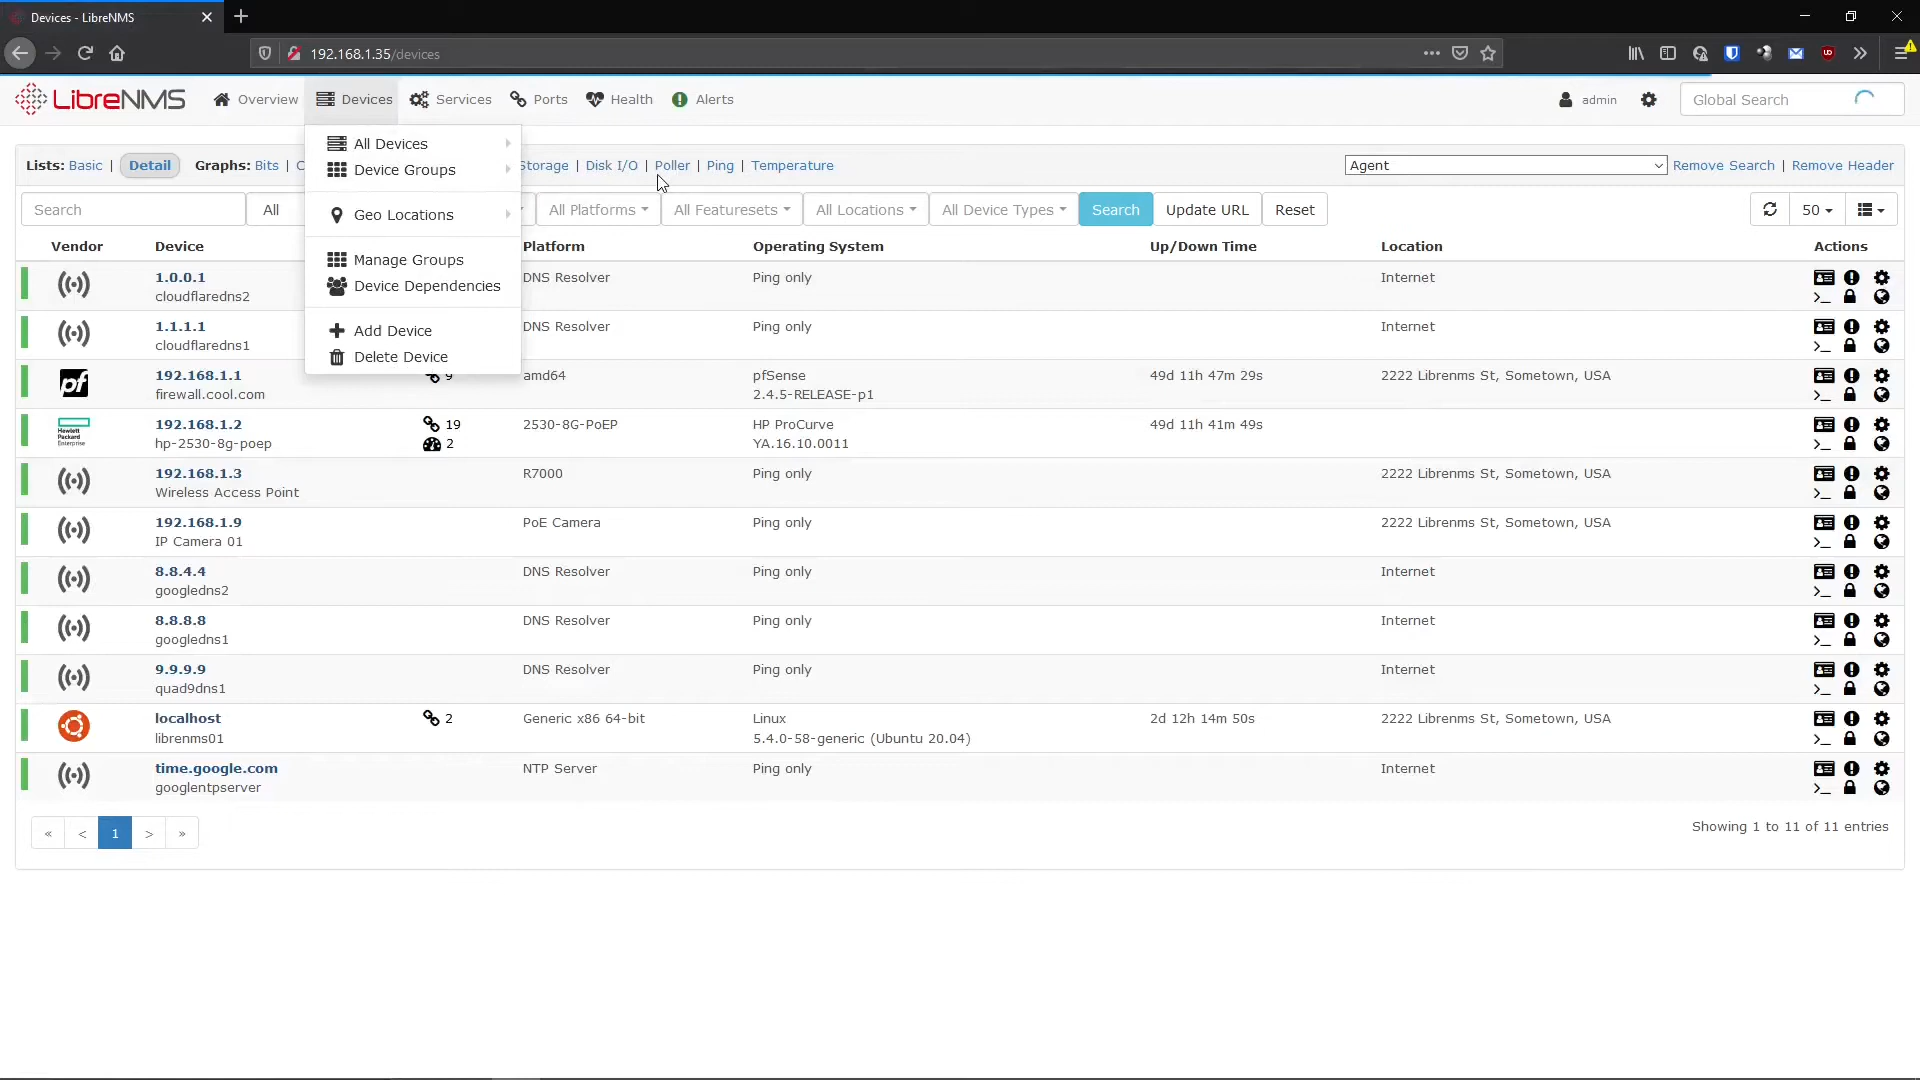 Devices - LibreNMS
192.168.1.35/devices
LibreNMS Overview Devices Services Ports Health Alerts admin Global Search
All Devices
Device Groups
Geo Locations
Manage Groups
Device Dependencies
Add Device
Delete Device
Lists: Basic | Detail Graphs: Bits | Storage | Disk I/O | Poller | Ping | Temperature Agent Remove Search | Remove Header
Search All All Platforms All Featuresets All Locations All Device Types Search Update URL Reset 50
Vendor Device Platform Operating System Up/Down Time Location Actions
1.0.0.1 DNS Resolver Ping only Internet
cloudflaredns2
1.1.1.1 DNS Resolver Ping only Internet
cloudflaredns1
pf 192.168.1.1 9 amd64 pfSense 49d 11h 47m 29s 2222 Librenms St, Sometown, USA
firewall.cool.com 2.4.5-RELEASE-p1
Hewlett Packard Enterprise 192.168.1.2 19 2530-8G-PoEP HP ProCurve 49d 11h 41m 49s
hp-2530-8g-poep 2 YA.16.10.0011
192.168.1.3 R7000 Ping only 2222 Librenms St, Sometown, USA
Wireless Access Point
192.168.1.9 PoE Camera Ping only 2222 Librenms St, Sometown, USA
IP Camera 01
8.8.4.4 DNS Resolver Ping only Internet
googledns2
8.8.8.8 DNS Resolver Ping only Internet
googledns1
9.9.9.9 DNS Resolver Ping only Internet
quad9dns1
localhost 2 Generic x86 64-bit Linux 2d 12h 14m 50s 2222 Librenms St, Sometown, USA
librenms01 5.4.0-58-generic (Ubuntu 20.04)
time.google.com NTP Server Ping only Internet
googlentpserver
« < 1 > » Showing 1 to 11 of 11 entries